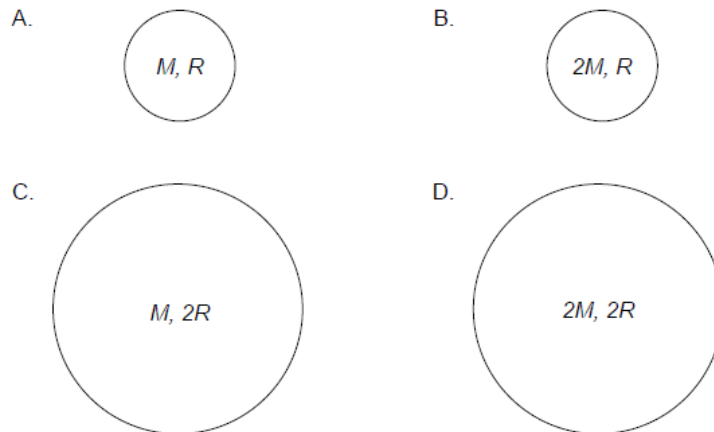 A.
M, R
B.
2M, R
C.
M, 2R
D.
2M, 2R